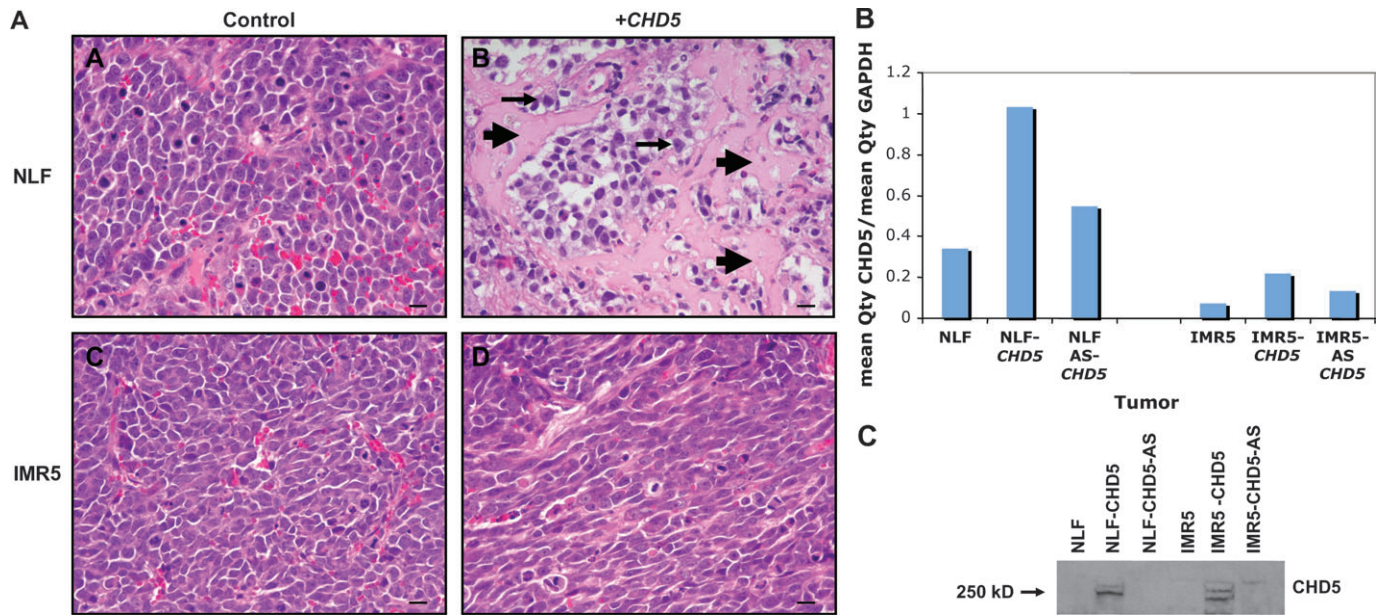 A
Control
+CHD5
NLF
IMR5
A
B
C
D
B
mean Qty CHD5/mean Qty GAPDH
1.2
1
0.8
0.6
0.4
0.2
0
NLF
NLF-
CHD5
NLF
AS-
CHD5
IMR5
IMR5-
CHD5
IMR5-
AS
CHD5
Tumor
C
NLF
NLF-CHD5
NLF-CHD5-AS
IMR5
IMR5 -CHD5
IMR5-CHD5-AS
250 kD
CHD5